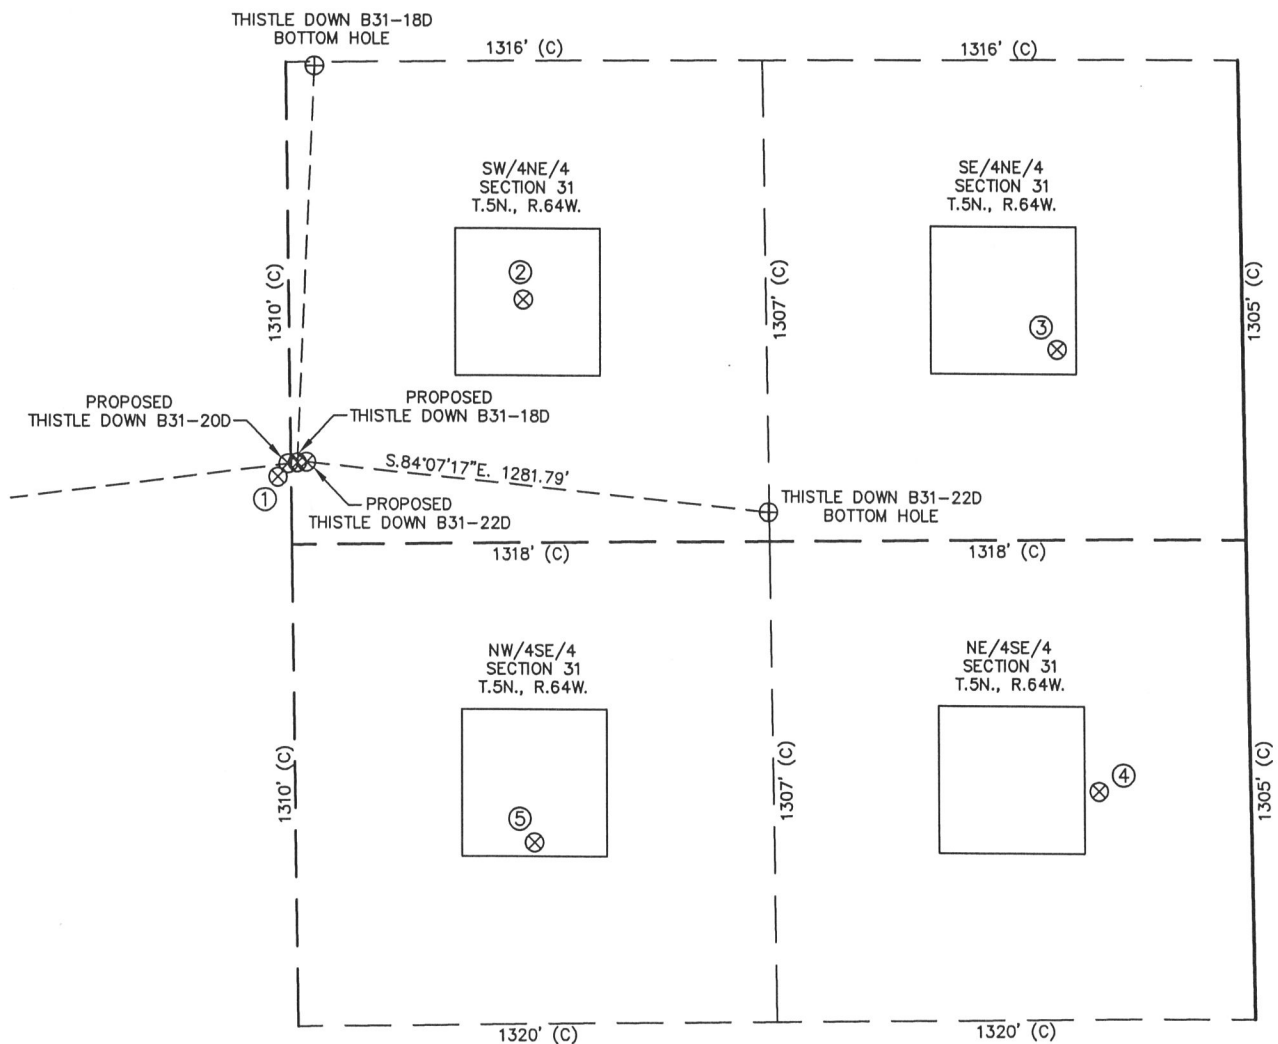 THISTLE DOWN B31-18D
BOTTOM HOLE
1316' (C)
1316' (C)
SW/4NE/4
SECTION 31
T.5N., R.64W.
SE/4NE/4
SECTION 31
T.5N., R.64W.
2
1310' (C)
1307' (C)
1305' (C)
3
PROPOSED
THISTLE DOWN B31-20D
PROPOSED
THISTLE DOWN B31-18D
S.84°07'17"E. 1281.79'
1
PROPOSED
THISTLE DOWN B31-22D
THISTLE DOWN B31-22D
BOTTOM HOLE
1318' (C)
1318' (C)
NW/4SE/4
SECTION 31
T.5N., R.64W.
NE/4SE/4
SECTION 31
T.5N., R.64W.
1310' (C)
1307' (C)
1305' (C)
4
5
1320' (C)
1320' (C)